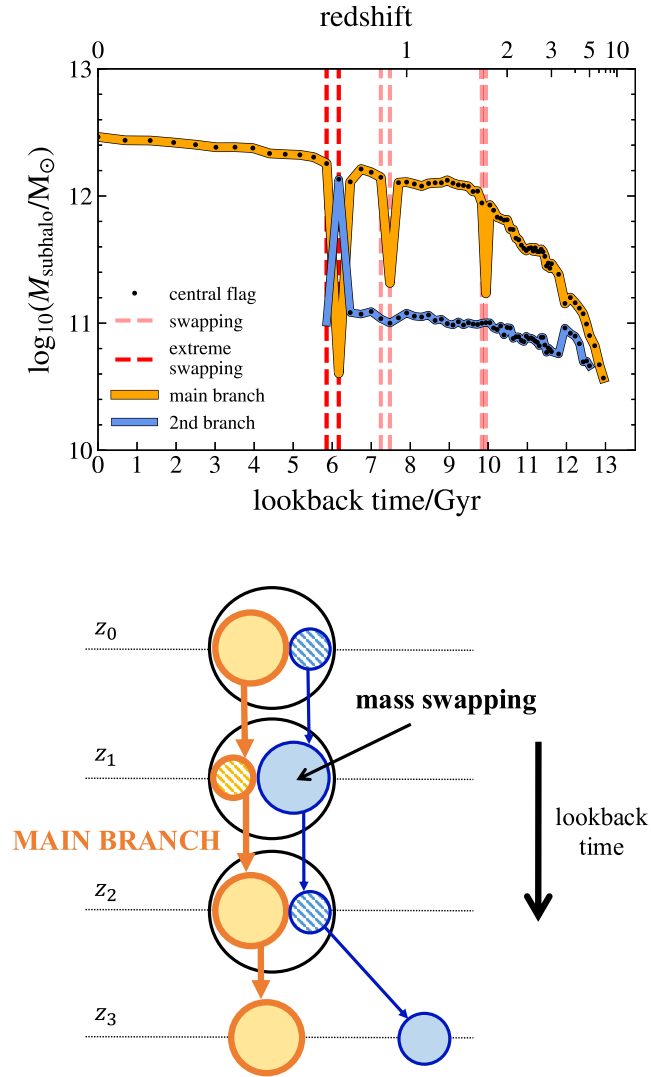 redshift
0 1 2 3 5 10
13
12
11
10
log₁₀(M_subhalo/M_⊙)
central flag
swapping
extreme
swapping
main branch
2nd branch
0 1 2 3 4 5 6 7 8 9 10 11 12 13
lookback time/Gyr
z₀
mass swapping
z₁
lookback
time
MAIN BRANCH
z₂
z₃